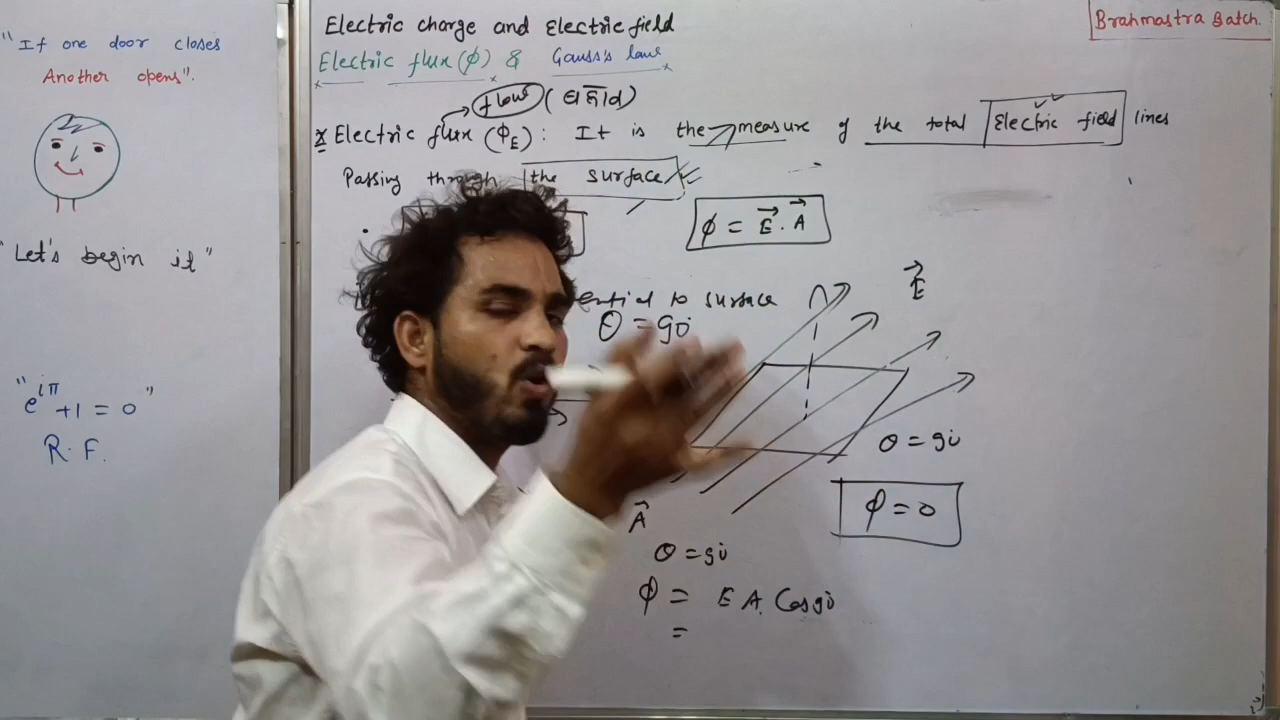 "If one door closes
Another opens".
"Let's begin it"
"e^iπ + 1 = 0"
R.F.
Electric charge and Electric field
Brahmastra Batch.
Electric flux (ϕ) & Gauss's law
flow (बहाव)
Electric flux (ϕE) : It is the measure of the total Electric field lines
Passing through the surface
ϕ = E⃗ . A⃗
to surface
θ = 90°
E⃗
θ = 90°
ϕ = 0
A⃗
θ = 90°
ϕ = E A. Cos90°
=